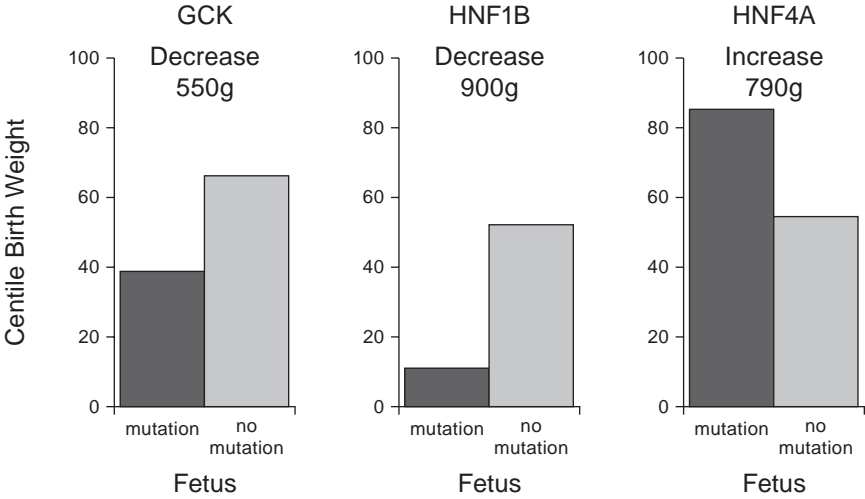 GCK
Decrease
550g
100
80
60
40
20
0
mutation
no
mutation
Fetus
HNF1B
Decrease
900g
100
80
60
40
20
0
mutation
no
mutation
Fetus
HNF4A
Increase
790g
100
80
60
40
20
0
mutation
no
mutation
Fetus
Centile Birth Weight